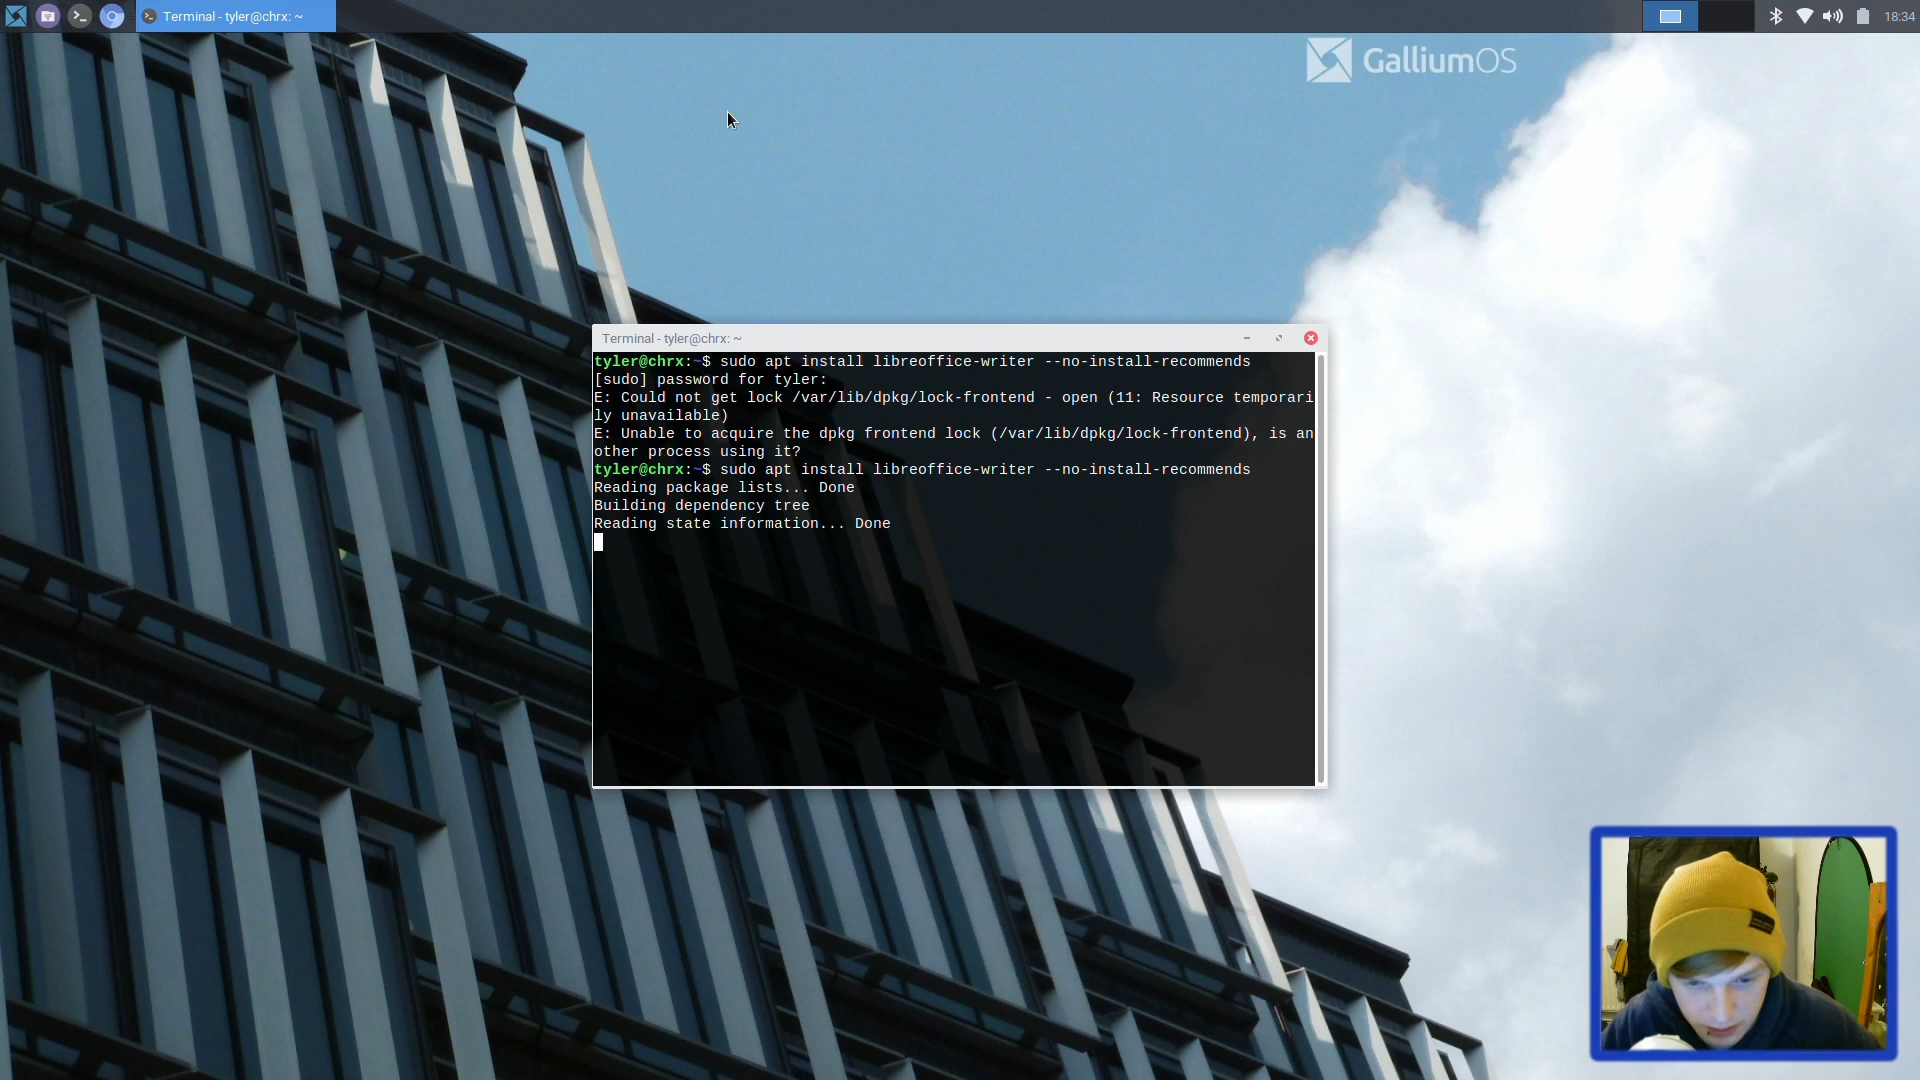 Terminal - tyler@chrx: ~
18:34
GalliumOS
Terminal - tyler@chrx: ~
tyler@chrx:~$ sudo apt install libreoffice-writer --no-install-recommends
[sudo] password for tyler:
E: Could not get lock /var/lib/dpkg/lock-frontend - open (11: Resource temporari
ly unavailable)
E: Unable to acquire the dpkg frontend lock (/var/lib/dpkg/lock-frontend), is an
other process using it?
tyler@chrx:~$ sudo apt install libreoffice-writer --no-install-recommends
Reading package lists... Done
Building dependency tree
Reading state information... Done